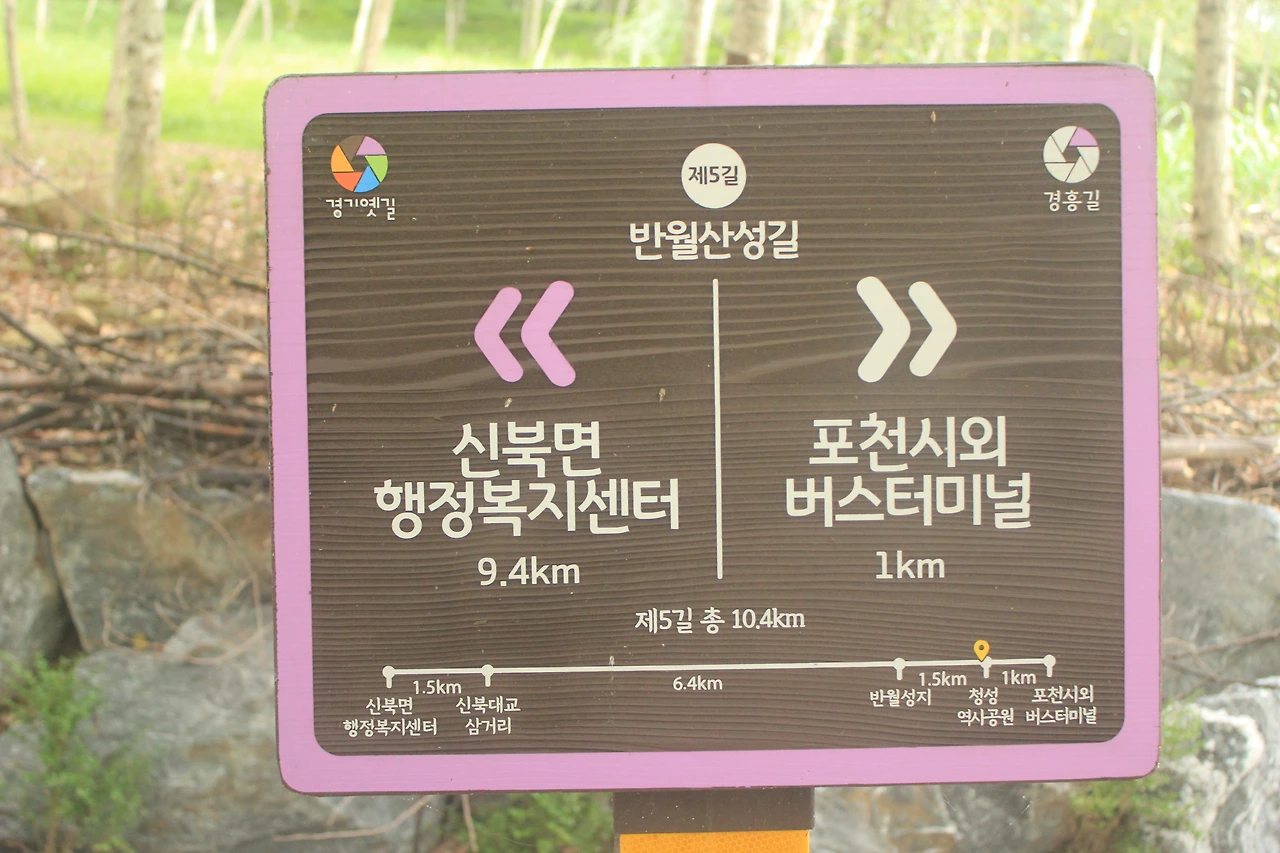 경기옛길
제5길
경흥길
반월산성길
신북면
행정복지센터
9.4km
포천시외
버스터미널
1km
제5길 총 10.4km
1.5km
6.4km
1.5km
1km
신북면
행정복지센터
신북대교
삼거리
반월성지
청성
역사공원
포천시외
버스터미널